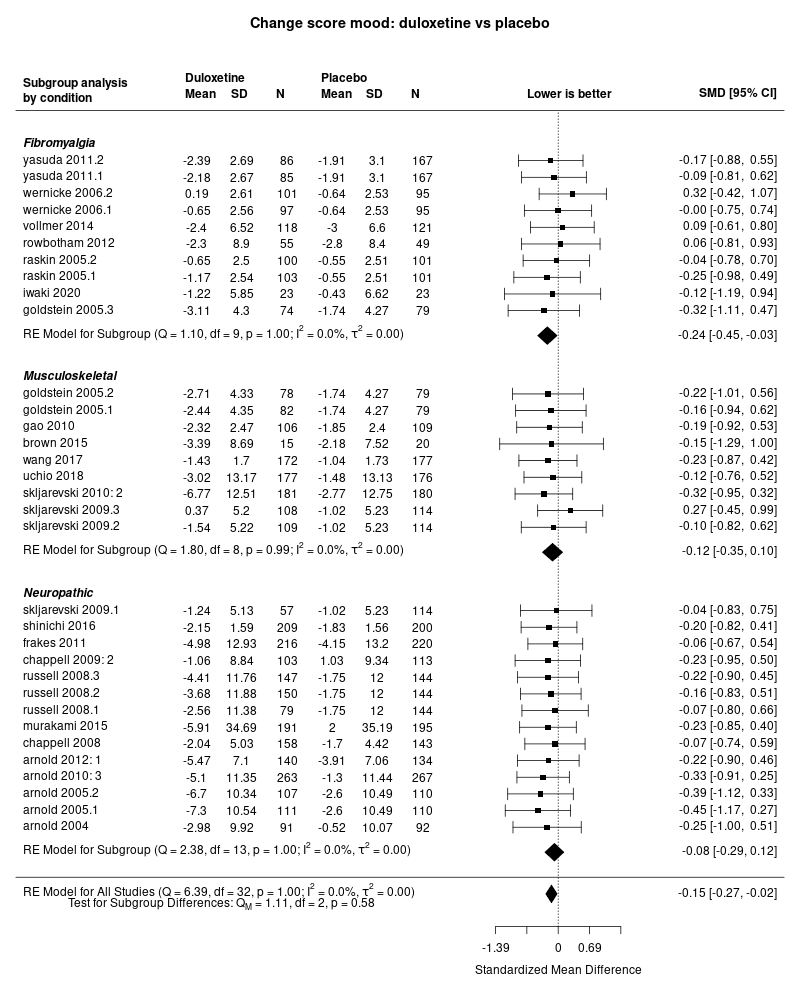 Change score mood: duloxetine vs placebo
Subgroup analysis by condition Duloxetine Placebo
Mean SD N Mean SD N Lower is better SMD [95% CI]
Fibromyalgia
yasuda 2011.2 -2.39 2.69 86 -1.91 3.1 167 -0.17 [-0.88, 0.55]
yasuda 2011.1 -2.18 2.67 85 -1.91 3.1 167 -0.09 [-0.81, 0.62]
wernicke 2006.2 0.19 2.61 101 -0.64 2.53 95 0.32 [-0.42, 1.07]
wernicke 2006.1 -0.65 2.56 97 -0.64 2.53 95 -0.00 [-0.75, 0.74]
vollmer 2014 -2.4 6.52 118 -3 6.6 121 0.09 [-0.61, 0.80]
rowbotham 2012 -2.3 8.9 55 -2.8 8.4 49 0.06 [-0.81, 0.93]
raskin 2005.2 -0.65 2.5 100 -0.55 2.51 101 -0.04 [-0.78, 0.70]
raskin 2005.1 -1.17 2.54 103 -0.55 2.51 101 -0.25 [-0.98, 0.49]
iwaki 2020 -1.22 5.85 23 -0.43 6.62 23 -0.12 [-1.19, 0.94]
goldstein 2005.3 -3.11 4.3 74 -1.74 4.27 79 -0.32 [-1.11, 0.47]
RE Model for Subgroup (Q = 1.10, df = 9, p = 1.00; I² = 0.0%, τ² = 0.00) -0.24 [-0.45, -0.03]
Musculoskeletal
goldstein 2005.2 -2.71 4.33 78 -1.74 4.27 79 -0.22 [-1.01, 0.56]
goldstein 2005.1 -2.44 4.35 82 -1.74 4.27 79 -0.16 [-0.94, 0.62]
gao 2010 -2.32 2.47 106 -1.85 2.4 109 -0.19 [-0.92, 0.53]
brown 2015 -3.39 8.69 15 -2.18 7.52 20 -0.15 [-1.29, 1.00]
wang 2017 -1.43 1.7 172 -1.04 1.73 177 -0.23 [-0.87, 0.42]
uchio 2018 -3.02 13.17 177 -1.48 13.13 176 -0.12 [-0.76, 0.52]
skljarevski 2010: 2 -6.77 12.51 181 -2.77 12.75 180 -0.32 [-0.95, 0.32]
skljarevski 2009.3 0.37 5.2 108 -1.02 5.23 114 0.27 [-0.45, 0.99]
skljarevski 2009.2 -1.54 5.22 109 -1.02 5.23 114 -0.10 [-0.82, 0.62]
RE Model for Subgroup (Q = 1.80, df = 8, p = 0.99; I² = 0.0%, τ² = 0.00) -0.12 [-0.35, 0.10]
Neuropathic
skljarevski 2009.1 -1.24 5.13 57 -1.02 5.23 114 -0.04 [-0.83, 0.75]
shinichi 2016 -2.15 1.59 209 -1.83 1.56 200 -0.20 [-0.82, 0.41]
frakes 2011 -4.98 12.93 216 -4.15 13.2 220 -0.06 [-0.67, 0.54]
chappell 2009: 2 -1.06 8.84 103 1.03 9.34 113 -0.23 [-0.95, 0.50]
russell 2008.3 -4.41 11.76 147 -1.75 12 144 -0.22 [-0.90, 0.45]
russell 2008.2 -3.68 11.88 150 -1.75 12 144 -0.16 [-0.83, 0.51]
russell 2008.1 -2.56 11.38 79 -1.75 12 144 -0.07 [-0.80, 0.66]
murakami 2015 -5.91 34.69 191 2 35.19 195 -0.23 [-0.85, 0.40]
chappell 2008 -2.04 5.03 158 -1.7 4.42 143 -0.07 [-0.74, 0.59]
arnold 2012: 1 -5.47 7.1 140 -3.91 7.06 134 -0.22 [-0.90, 0.46]
arnold 2010: 3 -5.1 11.35 263 -1.3 11.44 267 -0.33 [-0.91, 0.25]
arnold 2005.2 -6.7 10.34 107 -2.6 10.49 110 -0.39 [-1.12, 0.33]
arnold 2005.1 -7.3 10.54 111 -2.6 10.49 110 -0.45 [-1.17, 0.27]
arnold 2004 -2.98 9.92 91 -0.52 10.07 92 -0.25 [-1.00, 0.51]
RE Model for Subgroup (Q = 2.38, df = 13, p = 1.00; I² = 0.0%, τ² = 0.00) -0.08 [-0.29, 0.12]
RE Model for All Studies (Q = 6.39, df = 32, p = 1.00; I² = 0.0%, τ² = 0.00) -0.15 [-0.27, -0.02]
Test for Subgroup Differences: Q_M = 1.11, df = 2, p = 0.58
-1.39 0 0.69
Standardized Mean Difference